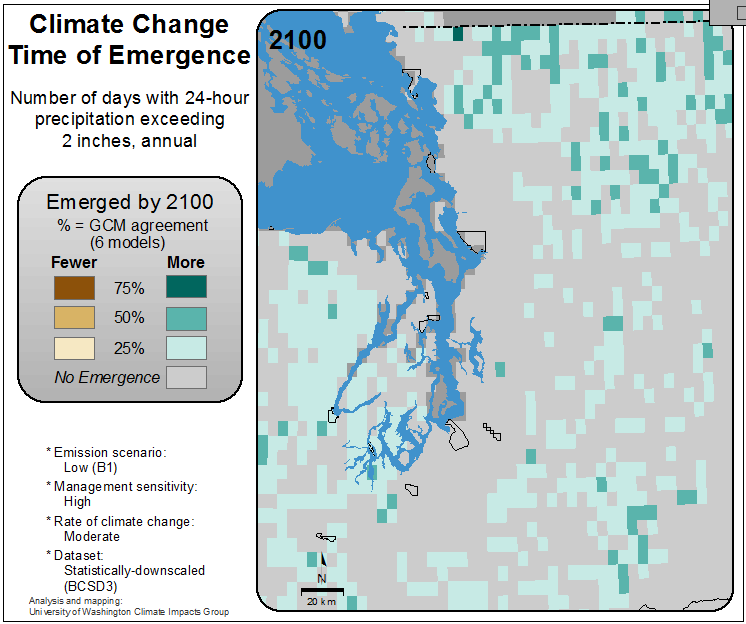 Climate Change
Time of Emergence
Number of days with 24-hour
precipitation exceeding
2 inches, annual
Emerged by 2100
% = GCM agreement
(6 models)
Fewer More
75%
50%
25%
No Emergence
* Emission scenario:
Low (B1)
* Management sensitivity:
High
* Rate of climate change:
Moderate
* Dataset:
Statistically-downscaled
(BCSD3)
Analysis and mapping:
University of Washington Climate Impacts Group
2100
N
20 km